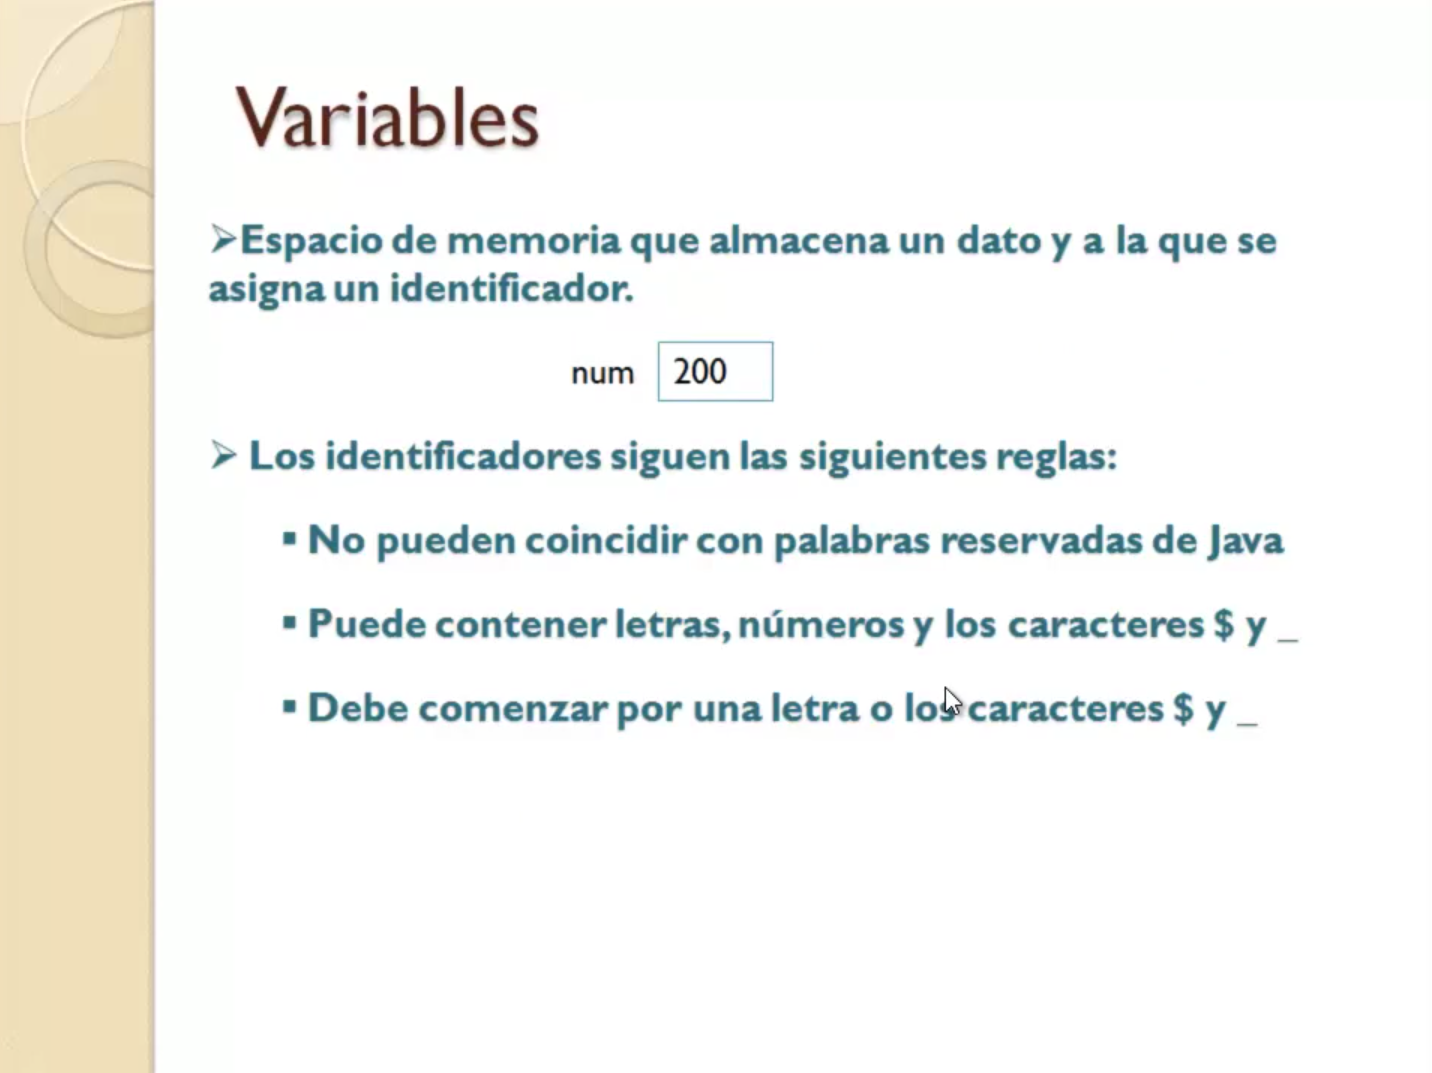 Variables
➢Espacio de memoria que almacena un dato y a la que se
asigna un identificador.
num 200
➢ Los identificadores siguen las siguientes reglas:
▪ No pueden coincidir con palabras reservadas de Java
▪ Puede contener letras, números y los caracteres $ y _
▪ Debe comenzar por una letra o los caracteres $ y _